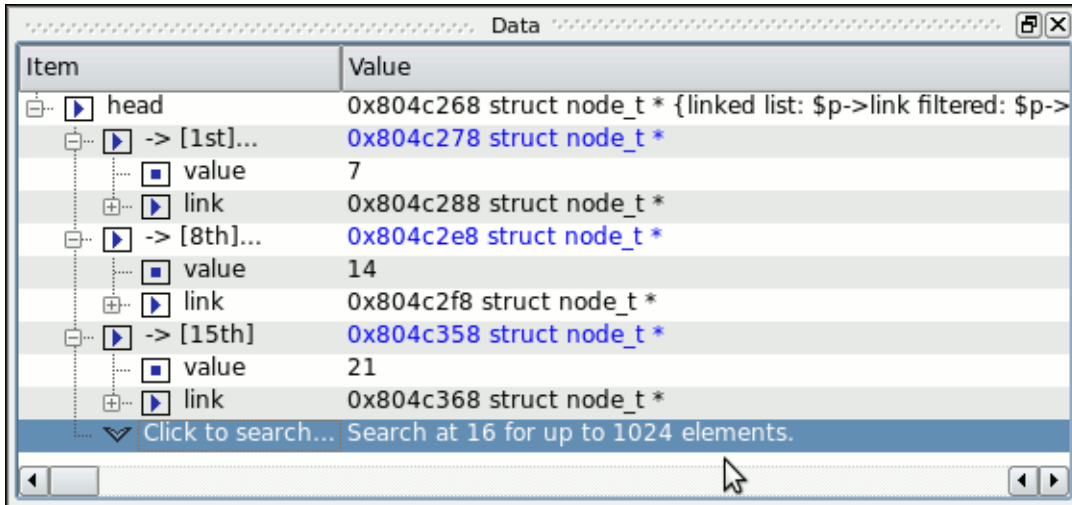 Data
Item Value
head 0x804c268 struct node_t * {linked list: $p->link filtered: $p->
-> [1st]... 0x804c278 struct node_t *
value 7
link 0x804c288 struct node_t *
-> [8th]... 0x804c2e8 struct node_t *
value 14
link 0x804c2f8 struct node_t *
-> [15th] 0x804c358 struct node_t *
value 21
link 0x804c368 struct node_t *
Click to search... Search at 16 for up to 1024 elements.